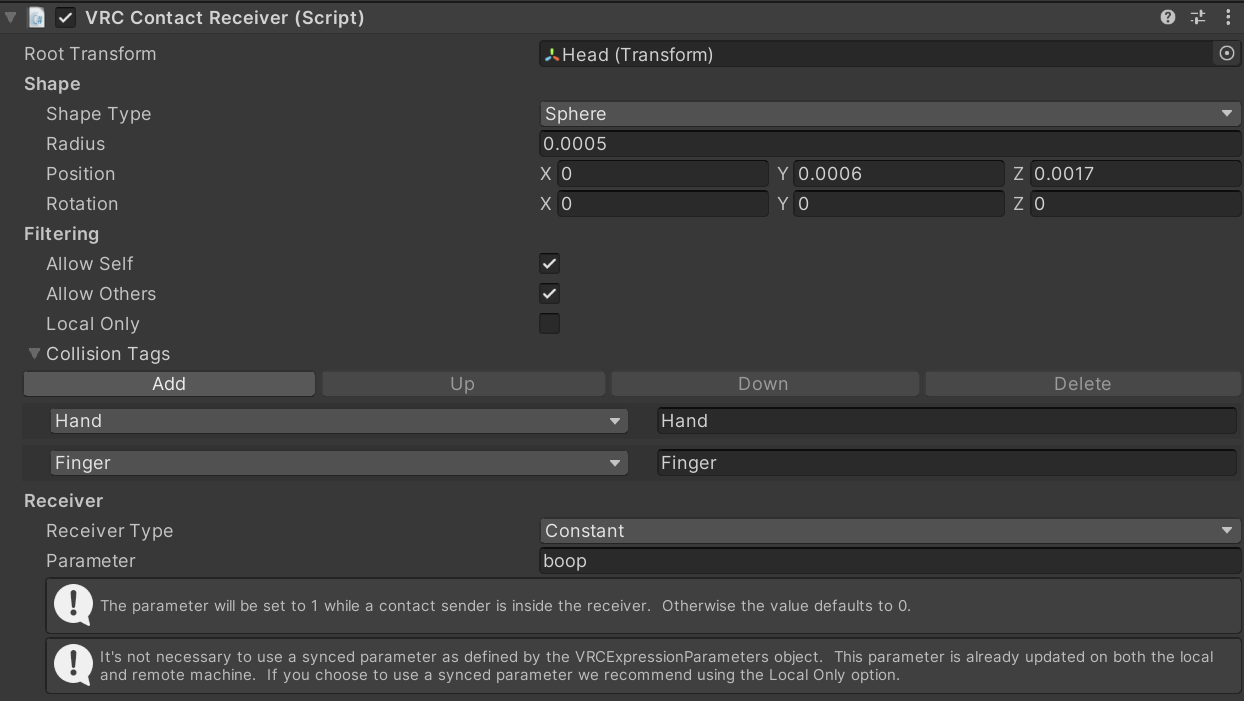 VRC Contact Receiver (Script)
Root Transform Head (Transform)
Shape
Shape Type Sphere
Radius 0.0005
Position X 0 Y 0.0006 Z 0.0017
Rotation X 0 Y 0 Z 0
Filtering
Allow Self
Allow Others
Local Only
Collision Tags
Add Up Down Delete
Hand Hand
Finger Finger
Receiver
Receiver Type Constant
Parameter boop
The parameter will be set to 1 while a contact sender is inside the receiver.  Otherwise the value defaults to 0.
It's not necessary to use a synced parameter as defined by the VRCExpressionParameters object.  This parameter is already updated on both the local
and remote machine.  If you choose to use a synced parameter we recommend using the Local Only option.